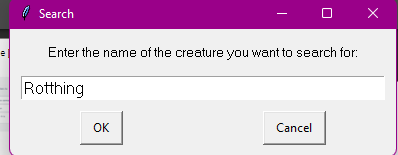 Search
Enter the name of the creature you want to search for:
Rotthing
OK
Cancel